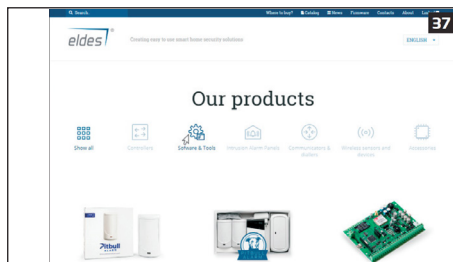 Search
Where to buy? Catalog News Firmware Contacts About
37
eldes
Creating easy to use smart home security solutions
ENGLISH
Our products
Show all
Controllers
Software & Tools
Intrusion Alarm Panels
Communicators & dialers
Wireless sensors and devices
Accessories
Pitbull